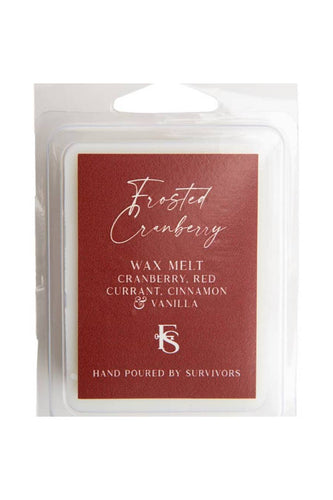 Frosted
Cranberry
WAX MELT
CRANBERRY, RED
CURRANT, CINNAMON
& VANILLA
FS
HAND POURED BY SURVIVORS